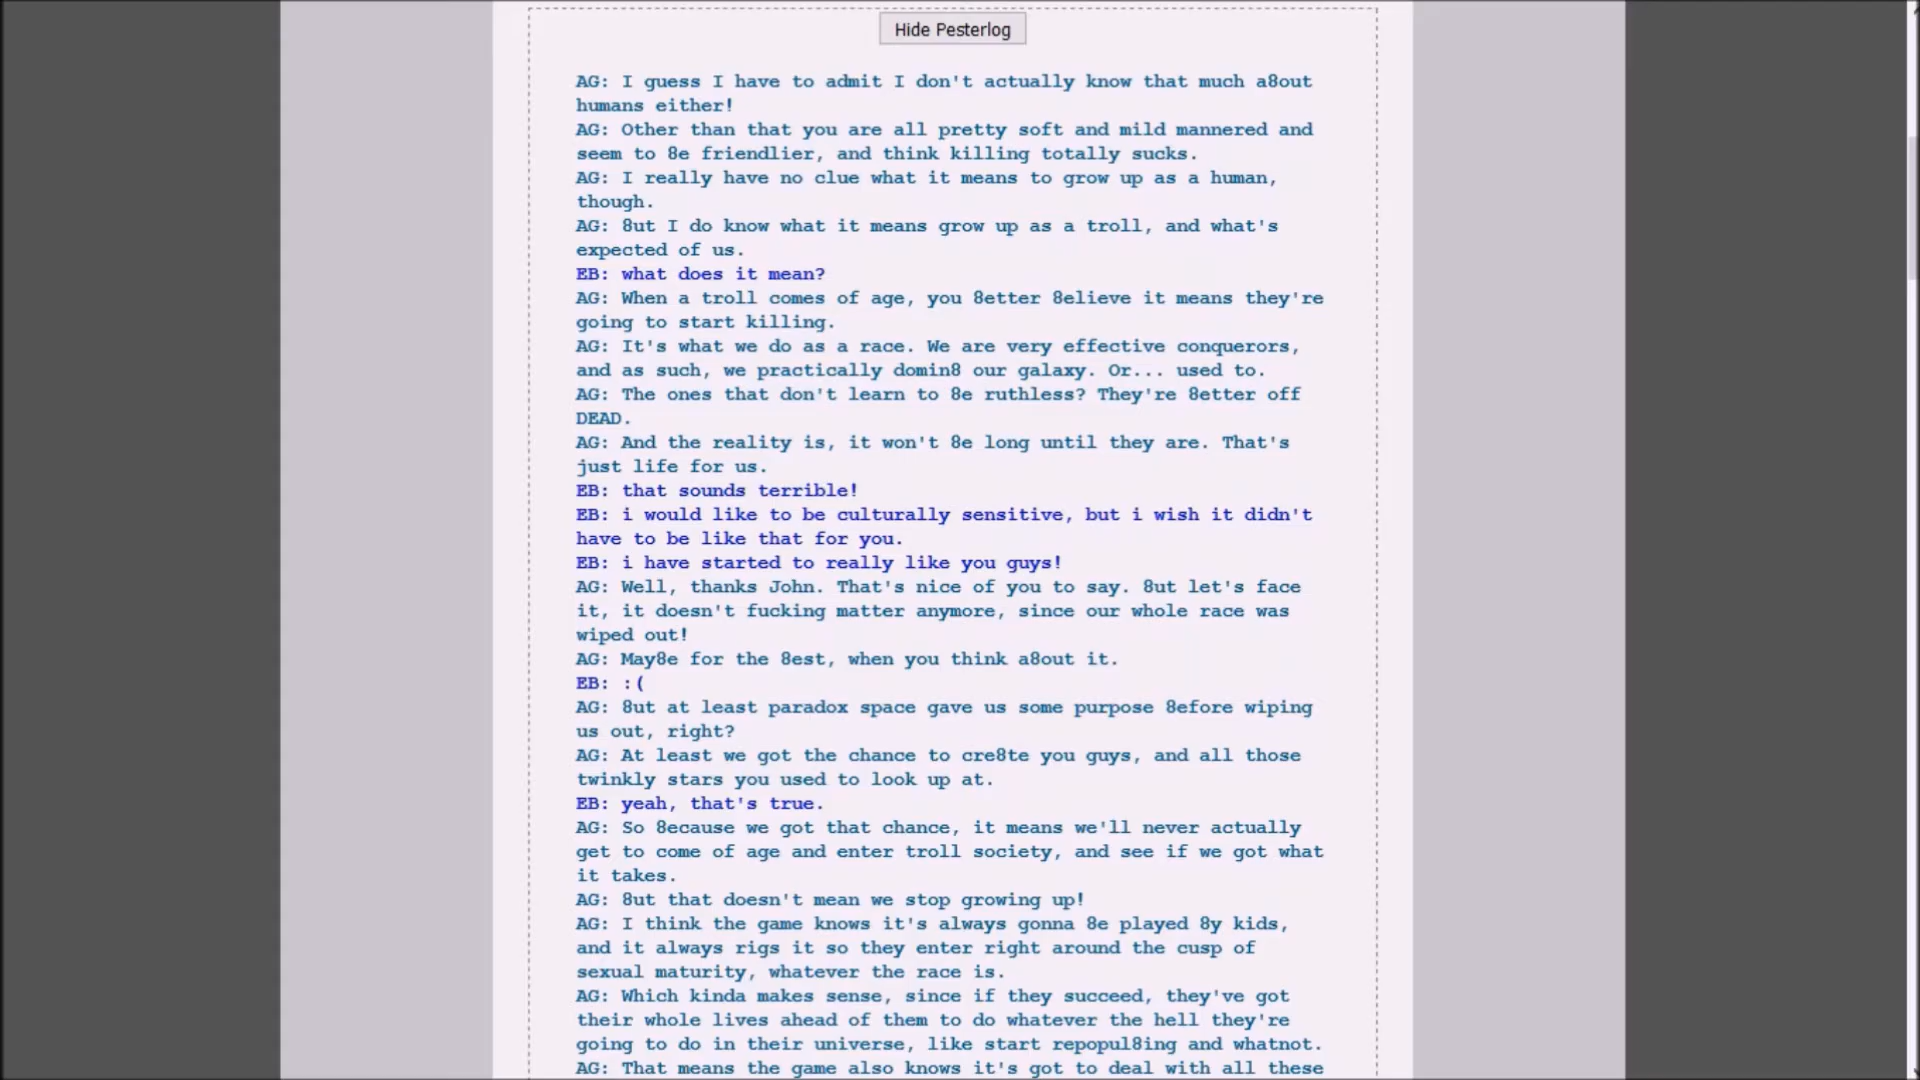 Hide Pesterlog
AG: I guess I have to admit I don't actually know that much a8out
humans either!
AG: Other than that you are all pretty soft and mild mannered and
seem to 8e friendlier, and think killing totally sucks.
AG: I really have no clue what it means to grow up as a human,
though.
AG: 8ut I do know what it means grow up as a troll, and what's
expected of us.
EB: what does it mean?
AG: When a troll comes of age, you 8etter 8elieve it means they're
going to start killing.
AG: It's what we do as a race. We are very effective conquerors,
and as such, we practically domin8 our galaxy. Or... used to.
AG: The ones that don't learn to 8e ruthless? They're 8etter off
DEAD.
AG: And the reality is, it won't 8e long until they are. That's
just life for us.
EB: that sounds terrible!
EB: i would like to be culturally sensitive, but i wish it didn't
have to be like that for you.
EB: i have started to really like you guys!
AG: Well, thanks John. That's nice of you to say. 8ut let's face
it, it doesn't fucking matter anymore, since our whole race was
wiped out!
AG: May8e for the 8est, when you think a8out it.
EB: :(
AG: 8ut at least paradox space gave us some purpose 8efore wiping
us out, right?
AG: At least we got the chance to cre8te you guys, and all those
twinkly stars you used to look up at.
EB: yeah, that's true.
AG: So 8ecause we got that chance, it means we'll never actually
get to come of age and enter troll society, and see if we got what
it takes.
AG: 8ut that doesn't mean we stop growing up!
AG: I think the game knows it's always gonna 8e played 8y kids,
and it always rigs it so they enter right around the cusp of
sexual maturity, whatever the race is.
AG: Which kinda makes sense, since if they succeed, they've got
their whole lives ahead of them to do whatever the hell they're
going to do in their universe, like start repopul8ing and whatnot.
AG: That means the game also knows it's got to deal with all these